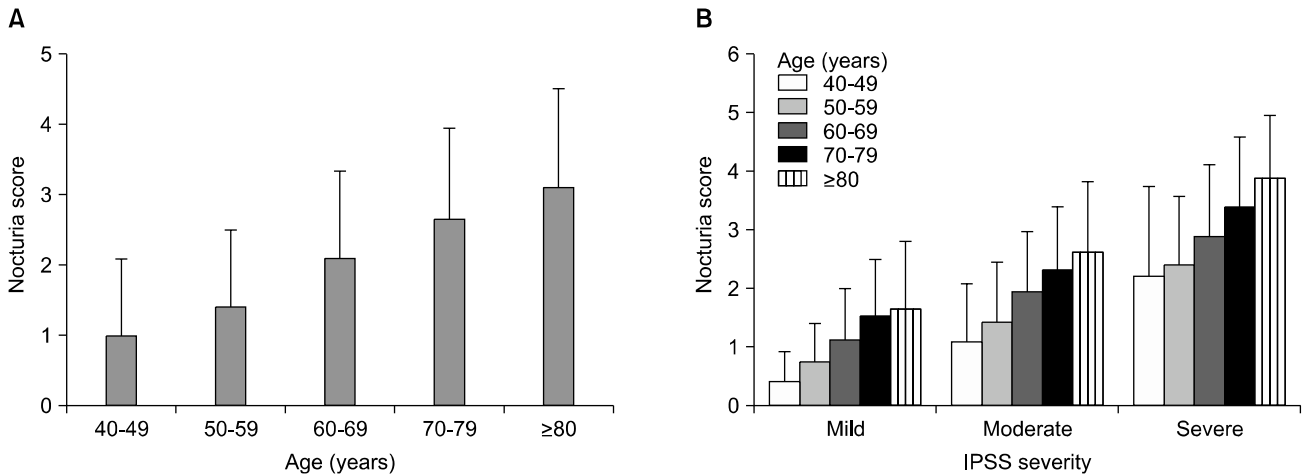 A
5
4
3
2
1
0
Nocturia score
40-49 50-59 60-69 70-79 ≥80
Age (years)
B
6
5
4
3
2
1
0
Nocturia score
Age (years)
40-49
50-59
60-69
70-79
≥80
Mild Moderate Severe
IPSS severity